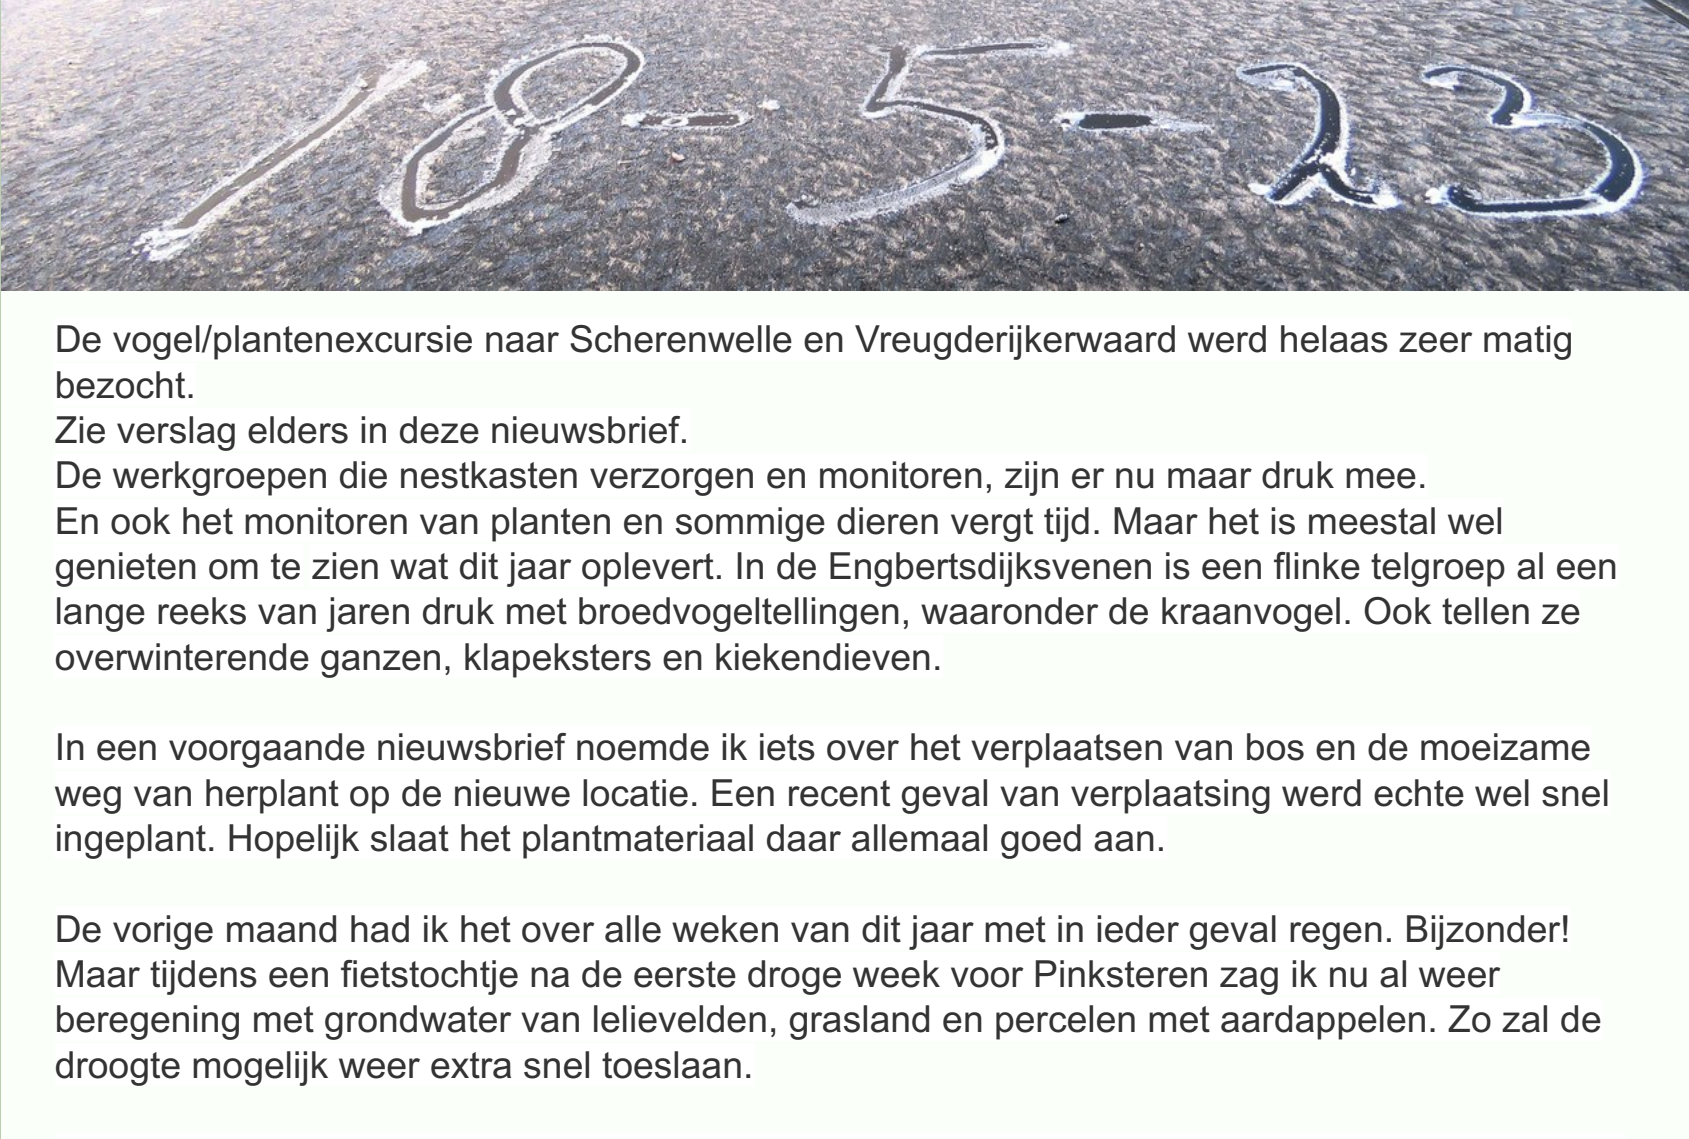 18-5-23
De vogel/plantenexcursie naar Scherenwelle en Vreugderijkerwaard werd helaas zeer matig
bezocht.
Zie verslag elders in deze nieuwsbrief.
De werkgroepen die nestkasten verzorgen en monitoren, zijn er nu maar druk mee.
En ook het monitoren van planten en sommige dieren vergt tijd. Maar het is meestal wel
genieten om te zien wat dit jaar oplevert. In de Engbertsdijksvenen is een flinke telgroep al een
lange reeks van jaren druk met broedvogeltellingen, waaronder de kraanvogel. Ook tellen ze
overwinterende ganzen, klapeksters en kiekendieven.
In een voorgaande nieuwsbrief noemde ik iets over het verplaatsen van bos en de moeizame
weg van herplant op de nieuwe locatie. Een recent geval van verplaatsing werd echte wel snel
ingeplant. Hopelijk slaat het plantmateriaal daar allemaal goed aan.
De vorige maand had ik het over alle weken van dit jaar met in ieder geval regen. Bijzonder!
Maar tijdens een fietstochtje na de eerste droge week voor Pinksteren zag ik nu al weer
beregening met grondwater van lelievelden, grasland en percelen met aardappelen. Zo zal de
droogte mogelijk weer extra snel toeslaan.